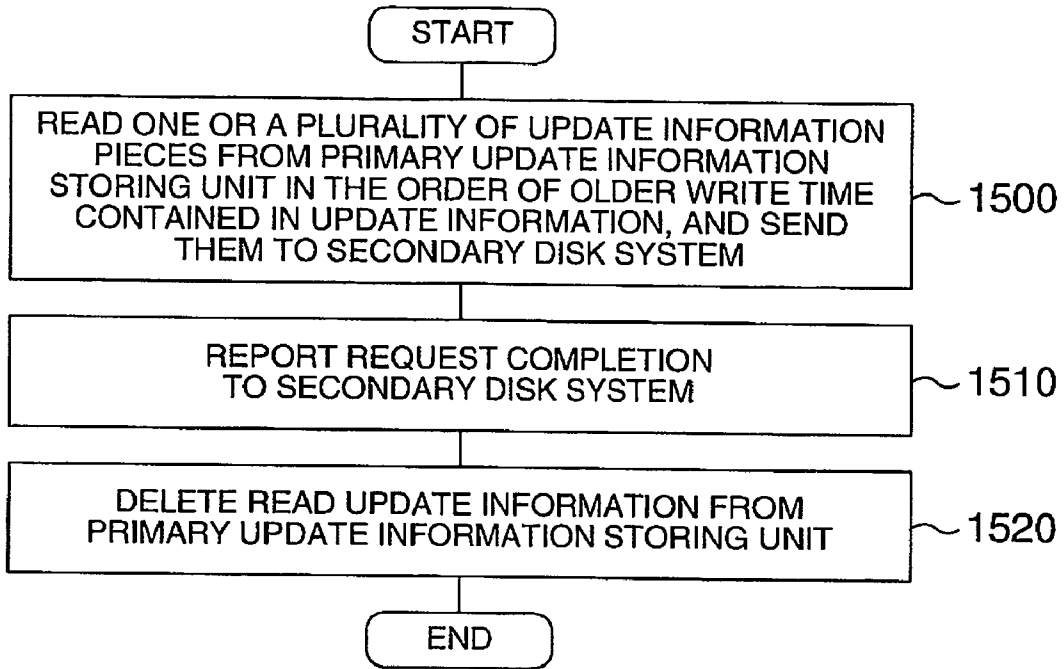 START
READ ONE OR A PLURALITY OF UPDATE INFORMATION
PIECES FROM PRIMARY UPDATE INFORMATION
STORING UNIT IN THE ORDER OF OLDER WRITE TIME
CONTAINED IN UPDATE INFORMATION, AND SEND
THEM TO SECONDARY DISK SYSTEM
1500
REPORT REQUEST COMPLETION
TO SECONDARY DISK SYSTEM
1510
DELETE READ UPDATE INFORMATION FROM
PRIMARY UPDATE INFORMATION STORING UNIT
1520
END